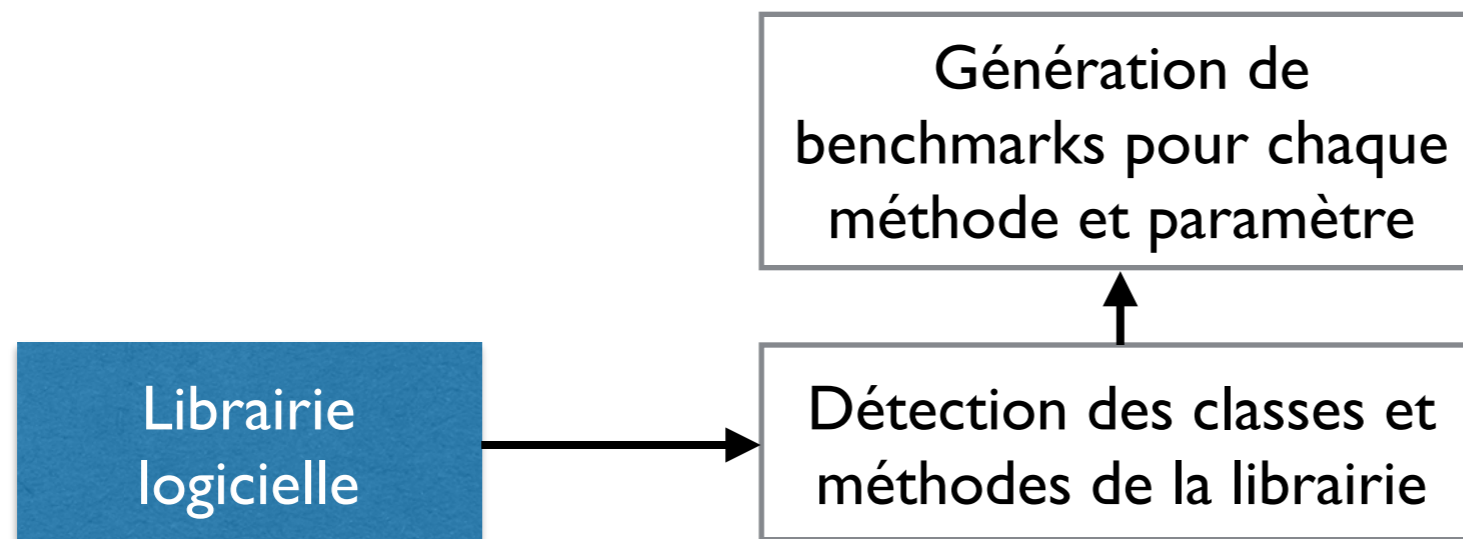 Génération de
benchmarks pour chaque
méthode et paramètre
Librairie
logicielle
Détection des classes et
méthodes de la librairie